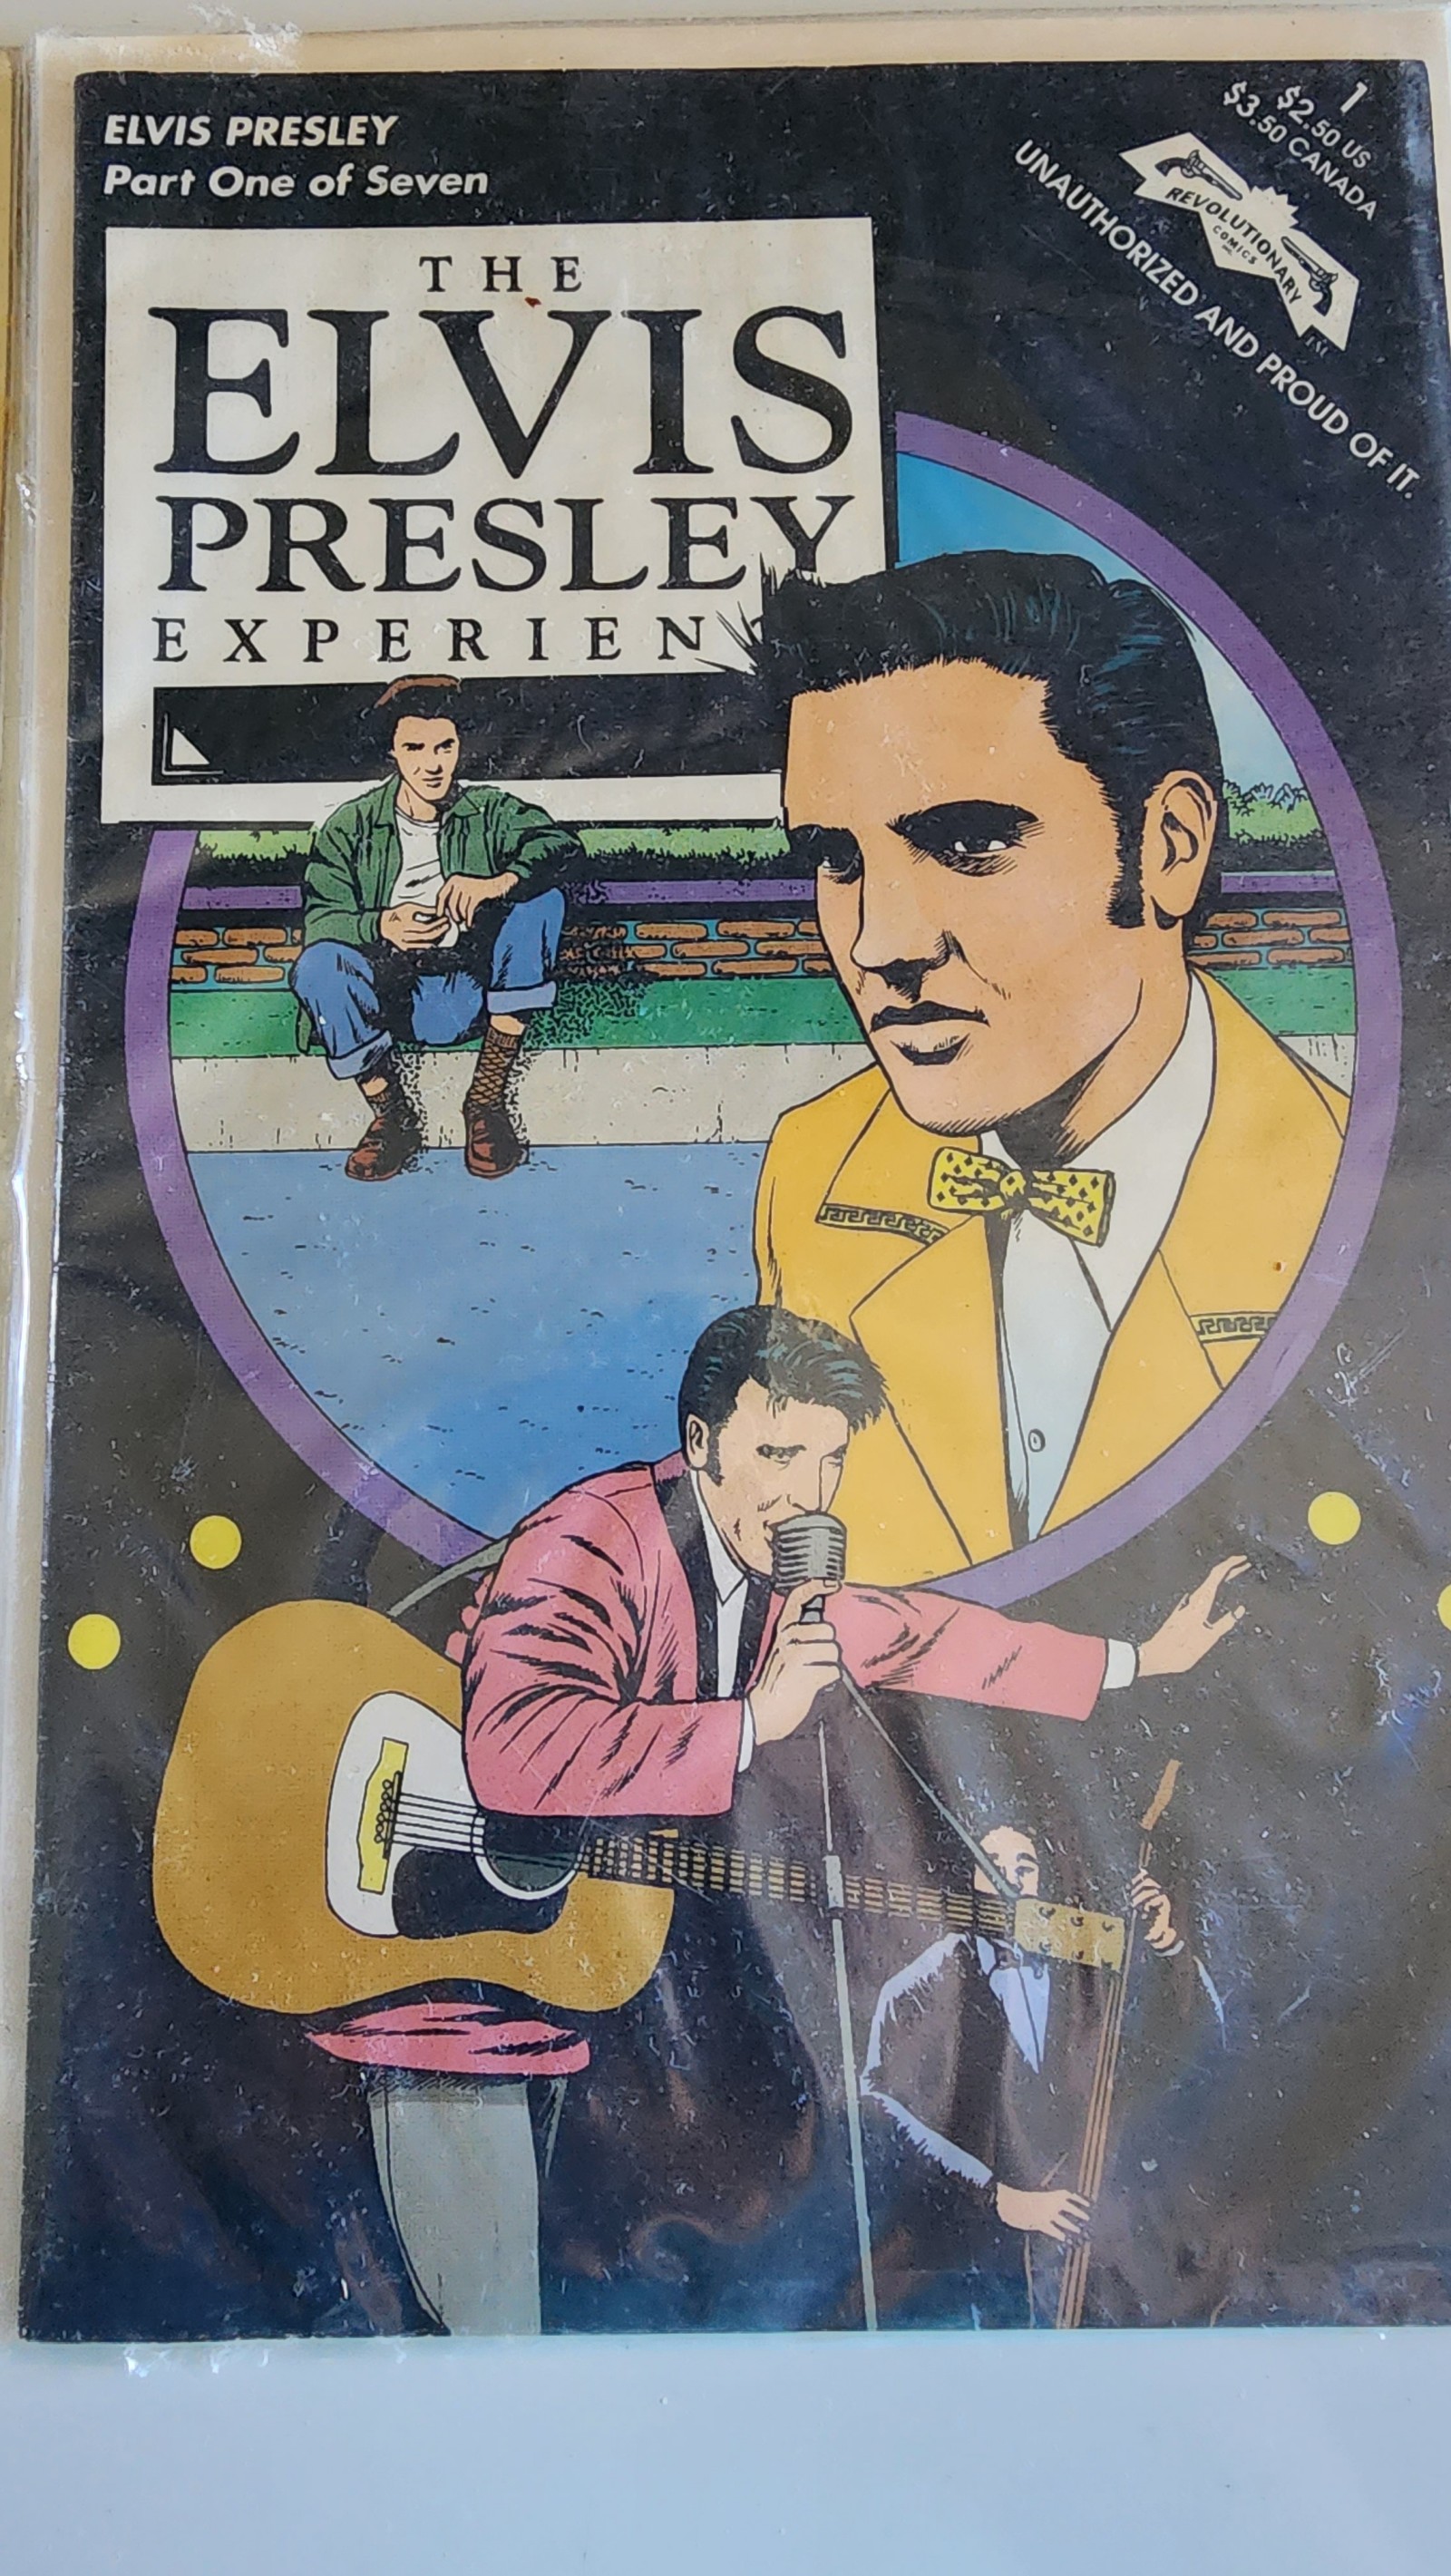 ELVIS PRESLEY
Part One of Seven
1
$2.50 US
$3.50 CANADA
REVOLUTIONARY
COMICS
UNAUTHORIZED AND PROUD OF IT.
THE
ELVIS
PRESLEY
EXPERIEN